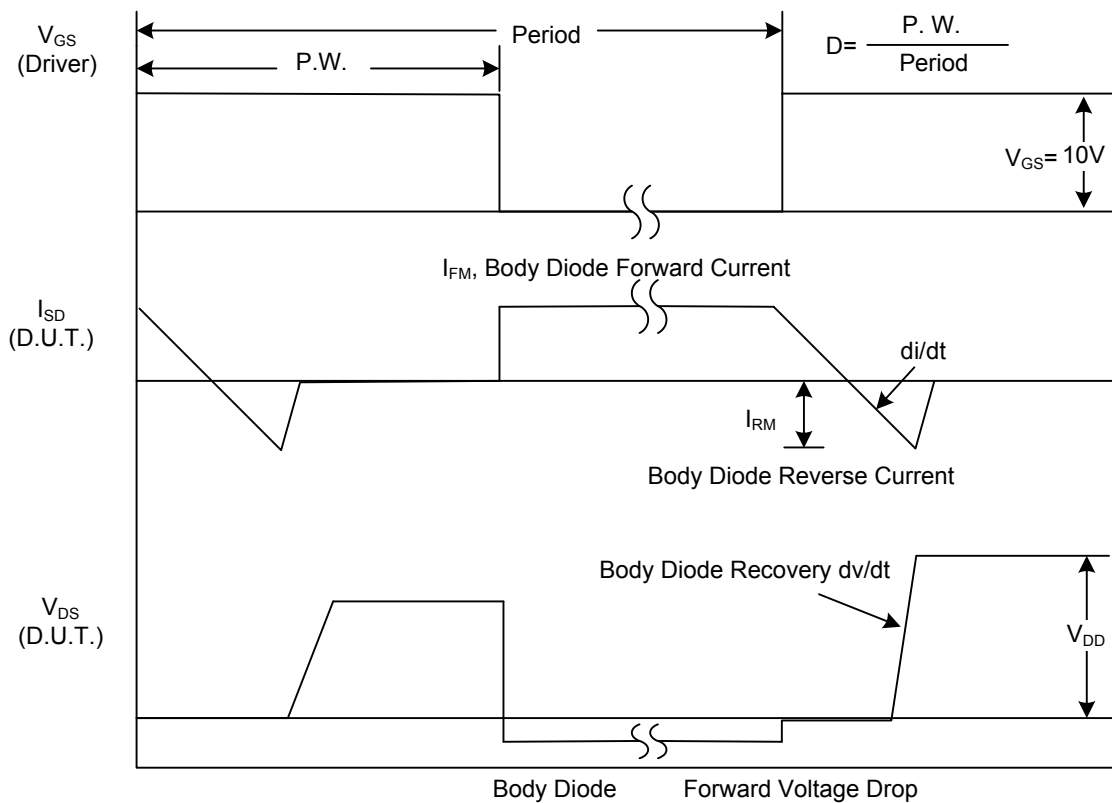 V_GS
(Driver)
Period
P.W.
D= P. W.
Period
V_GS= 10V
I_FM, Body Diode Forward Current
I_SD
(D.U.T.)
di/dt
I_RM
Body Diode Reverse Current
Body Diode Recovery dv/dt
V_DS
(D.U.T.)
V_DD
Body Diode Forward Voltage Drop